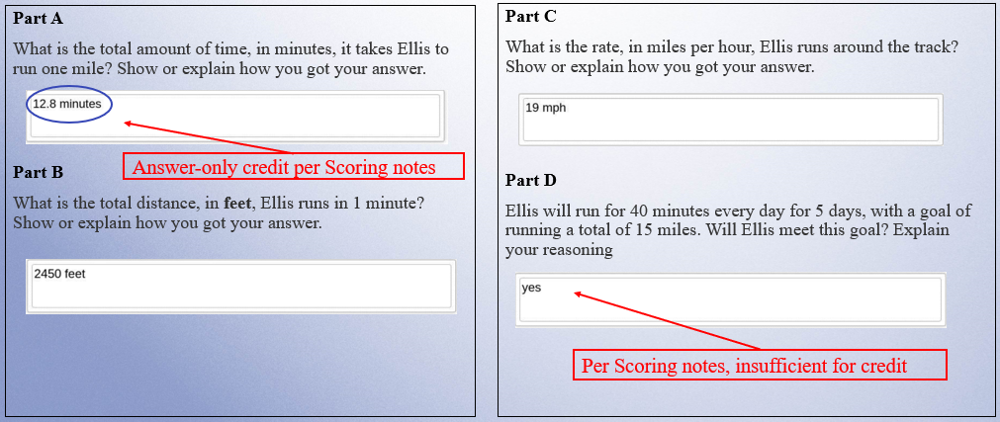 Part A
What is the total amount of time, in minutes, it takes Ellis to
run one mile? Show or explain how you got your answer.
12.8 minutes
Answer-only credit per Scoring notes
Part B
What is the total distance, in feet, Ellis runs in 1 minute?
Show or explain how you got your answer.
2450 feet
Part C
What is the rate, in miles per hour, Ellis runs around the track?
Show or explain how you got your answer.
19 mph
Part D
Ellis will run for 40 minutes every day for 5 days, with a goal of
running a total of 15 miles. Will Ellis meet this goal? Explain
your reasoning
yes
Per Scoring notes, insufficient for credit